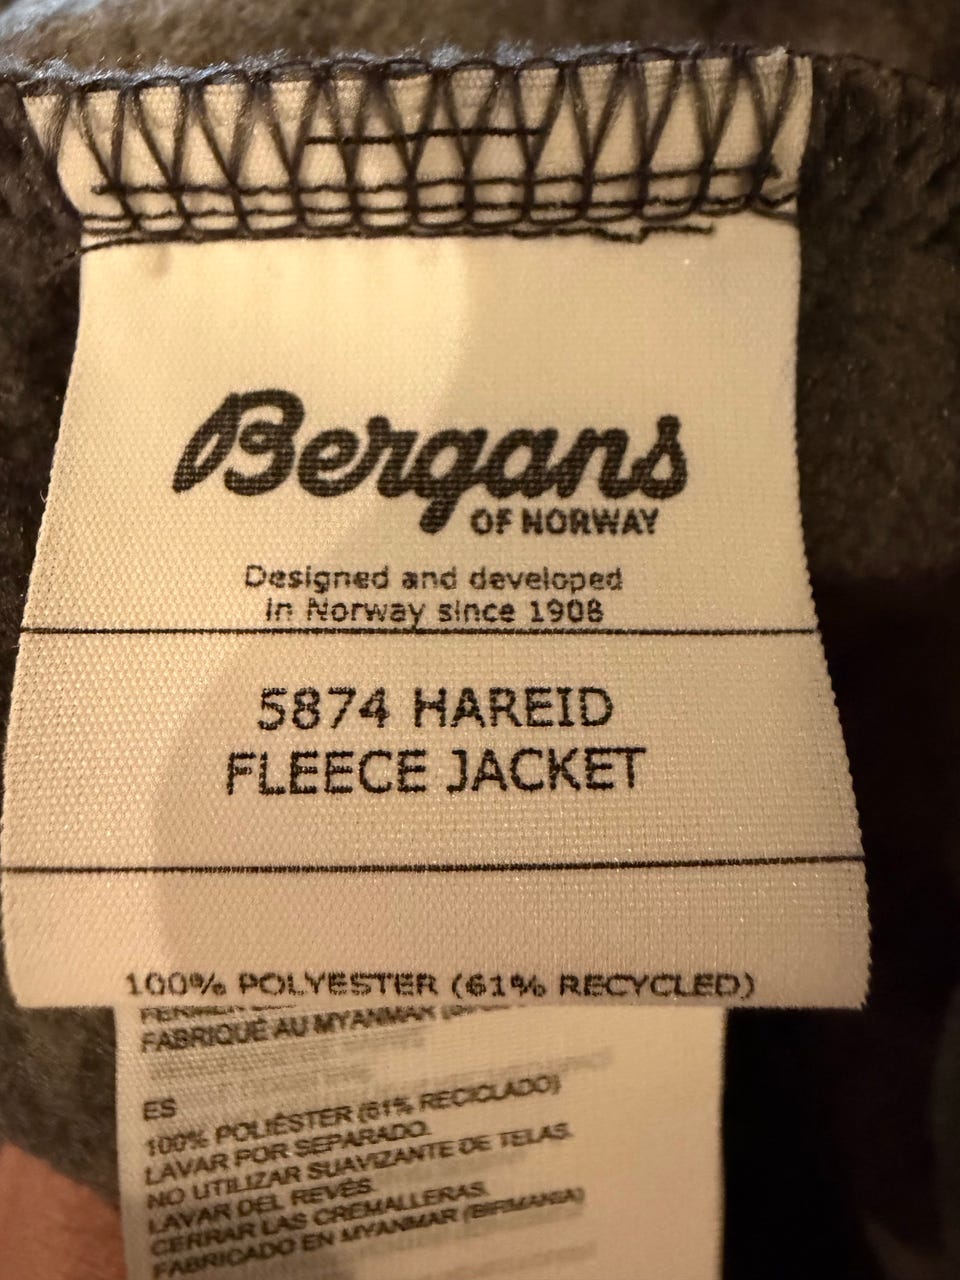 Bergans
OF NORWAY
Designed and developed
in Norway since 1908
5874 HAREID
FLEECE JACKET
100% POLYESTER (61% RECYCLED)
FABRIQUÉ AU MYANMAR
ES
100% POLIÉSTER (61% RECICLADO)
LAVAR POR SEPARADO.
NO UTILIZAR SUAVIZANTE DE TELAS.
LAVAR DEL REVÉS.
CERRAR LAS CREMALLERAS.
FABRICADO EN MYANMAR (BIRMANIA)